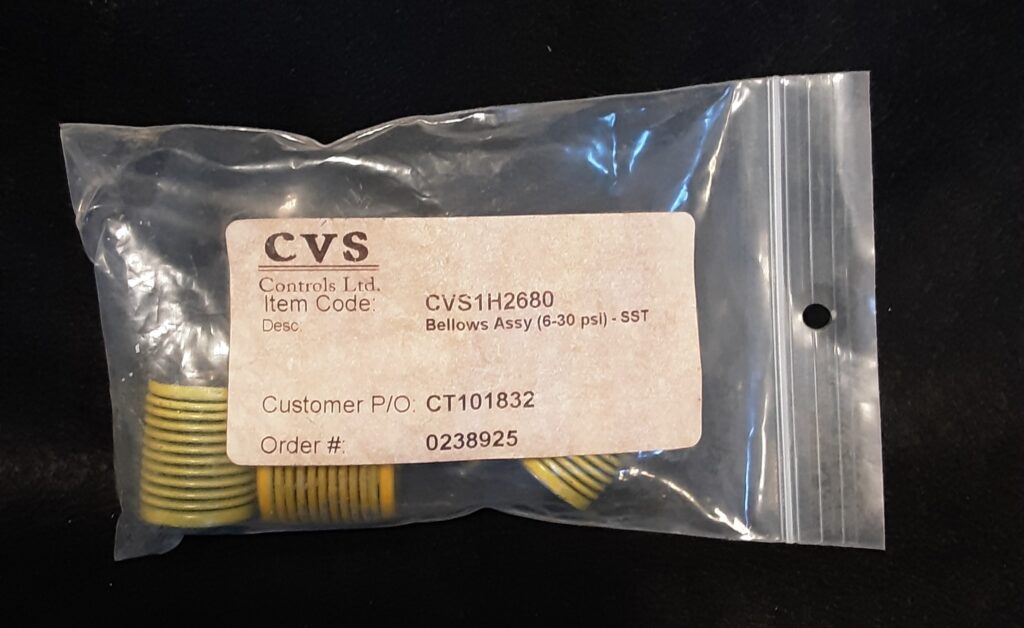 CVS
Controls Ltd.
Item Code: CVS1H2680
Desc. Bellows Assy (6-30 psi) - SST
Customer P/O: CT101832
Order #: 0238925